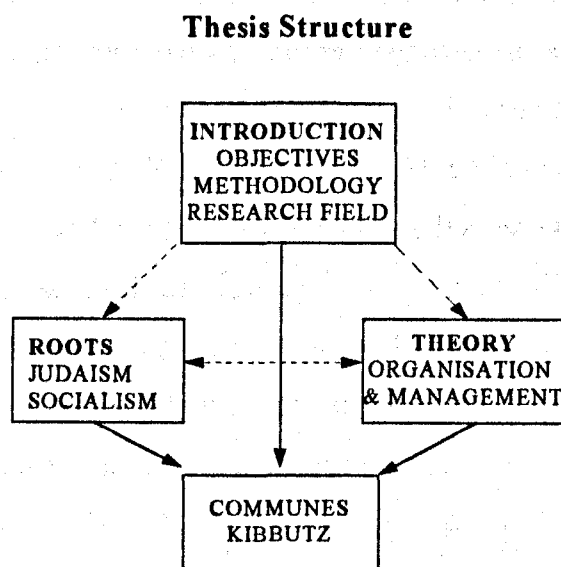 Thesis Structure
INTRODUCTION
OBJECTIVES
METHODOLOGY
RESEARCH FIELD
ROOTS
JUDAISM
SOCIALISM
THEORY
ORGANISATION
& MANAGEMENT
COMMUNES
KIBBUTZ